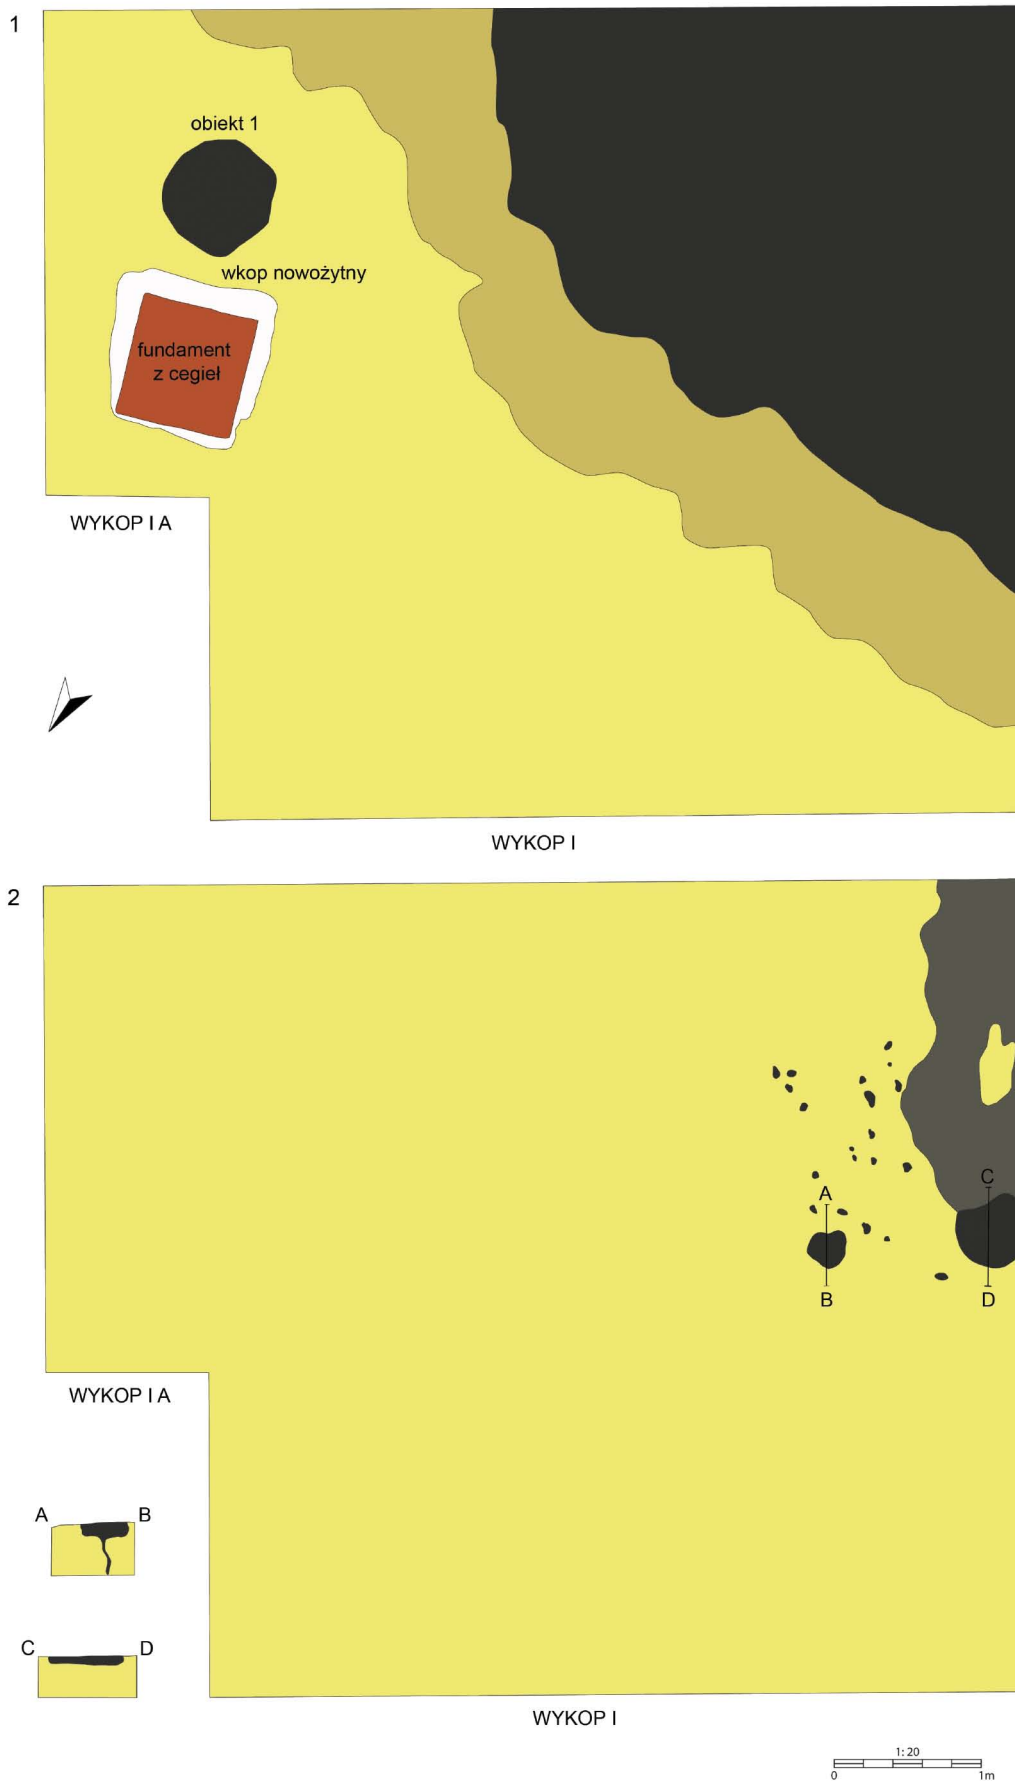 1
obiekt 1
wkop nowożytny
fundament
z cegieł
WYKOP I A
WYKOP I
2
A
B
C
D
WYKOP I A
A B
C D
WYKOP I
1: 20
0 1m